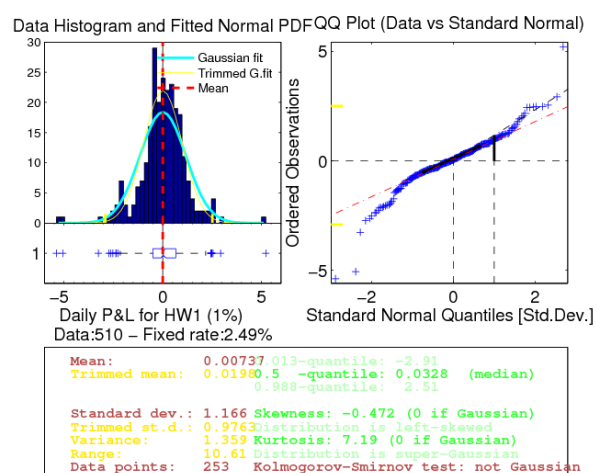 Data Histogram and Fitted Normal PDF
QQ Plot (Data vs Standard Normal)
30
25
20
15
10
5
0
1
Gaussian fit
Trimmed G.fit
Mean
−5 0 5
Daily P&L for HW1 (1%)
Data:510 − Fixed rate:2.49%
Ordered Observations
5
0
−5
−2 0 2
Standard Normal Quantiles [Std.Dev.]
Mean: 0.00737 0.013-quantile: -2.91
Trimmed mean: 0.0198 0.5 -quantile: 0.0328 (median)
0.988-quantile: 2.51
Standard dev.: 1.166 Skewness: -0.472 (0 if Gaussian)
Trimmed st.d.: 0.9763 Distribution is left-skewed
Variance: 1.359 Kurtosis: 7.19 (0 if Gaussian)
Range: 10.61 Distribution is super-Gaussian
Data points: 253 Kolmogorov-Smirnov test: not Gaussian